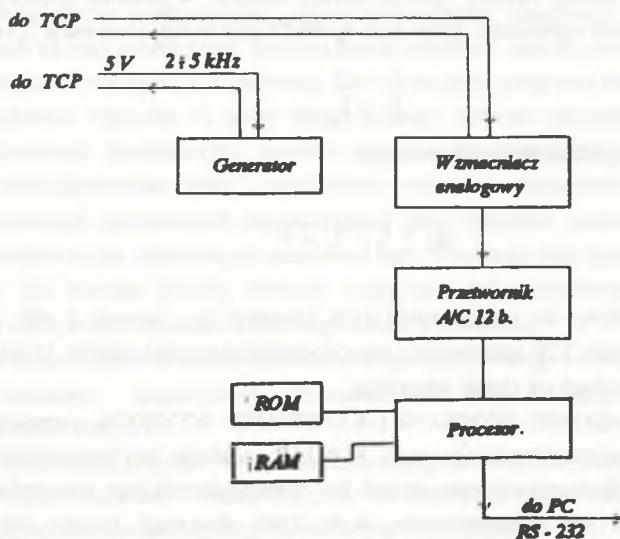 do TCP
5 V 2÷5 kHz
do TCP
Generator
Wzmacniacz
analogowy
Przetwornik
A/C 12 b.
ROM
RAM
Procesor.
do PC
RS - 232